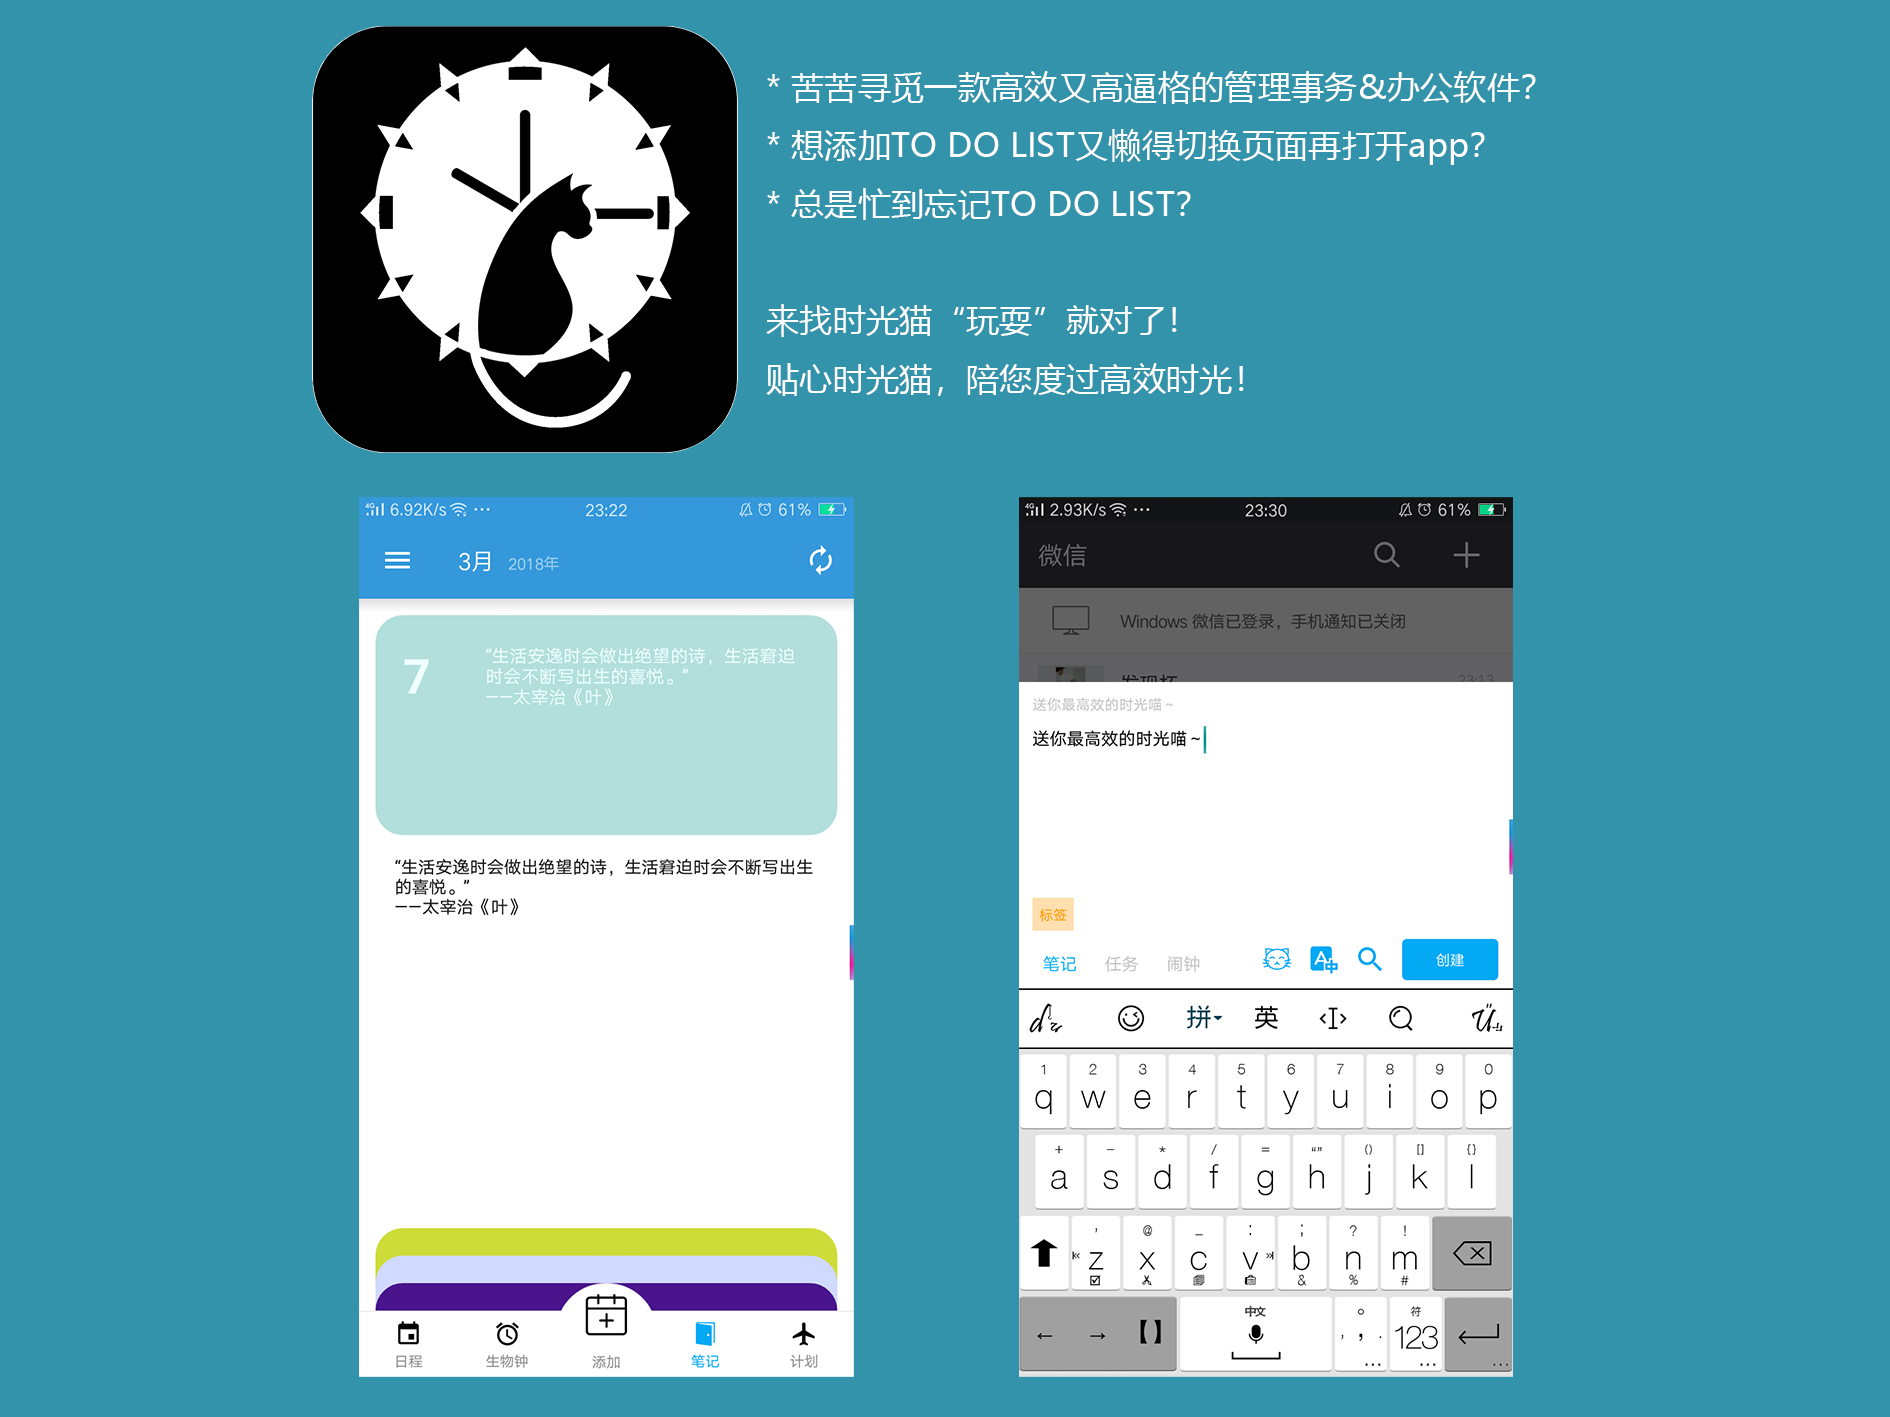 * 苦苦寻觅一款高效又高逼格的管理事务&办公软件？
* 想添加TO DO LIST又懒得切换页面再打开app？
* 总是忙到忘记TO DO LIST？
来找时光猫“玩耍”就对了！
贴心时光猫，陪您度过高效时光！
4G 6.92K/s ··· 23:22 61%
3月 2018年
7
“生活安逸时会做出绝望的诗，生活窘迫
时会不断写出生的喜悦。”
——太宰治《叶》
“生活安逸时会做出绝望的诗，生活窘迫时会不断写出生
的喜悦。”
——太宰治《叶》
日程 生物钟 添加 笔记 计划
4G 2.93K/s ··· 23:30 61%
微信
Windows 微信已登录，手机通知已关闭
23:13
送你最高效的时光喵～
送你最高效的时光喵～
标签
笔记 任务 闹钟 A中 创建
拼 英
1 2 3 4 5 6 7 8 9 0
q w e r t y u i o p
+ − * / = “” () [] {}
a s d f g h j k l
, @ _ : ; ? !
z x c v b n m
& % #
中文 符
← → 【】 ， 。 123 ...